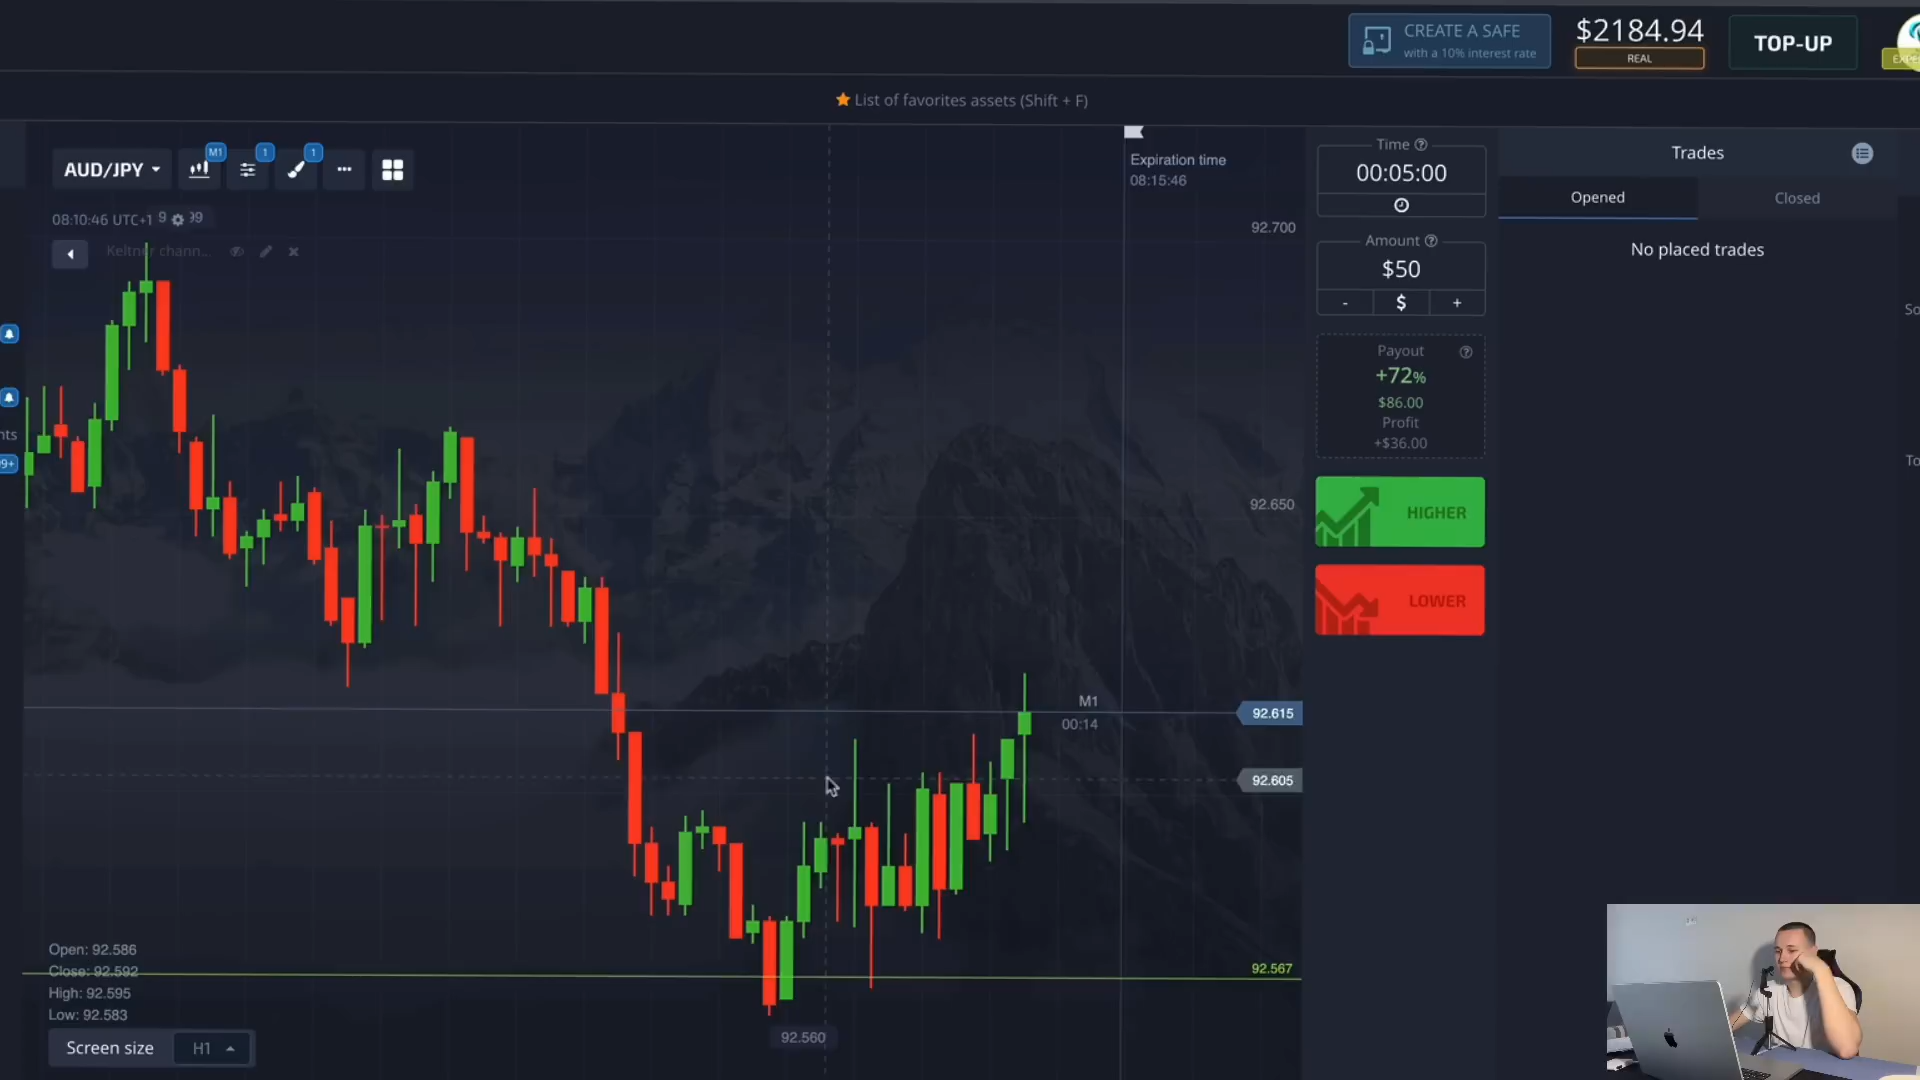 CREATE A SAFE
with a 10% interest rate
$2184.94
REAL
TOP-UP
List of favorites assets (Shift + F)
AUD/JPY
M1
1
1
08:10:46 UTC+1
Keltner chann...
Expiration time
08:15:46
92.700
92.650
M1
00:14
92.615
92.605
92.567
92.560
Open: 92.586
Close: 92.592
High: 92.595
Low: 92.583
Screen size
H1
Time
00:05:00
Amount
$50
-
$
+
Payout
+72%
$86.00
Profit
+$36.00
HIGHER
LOWER
Trades
Opened
Closed
No placed trades